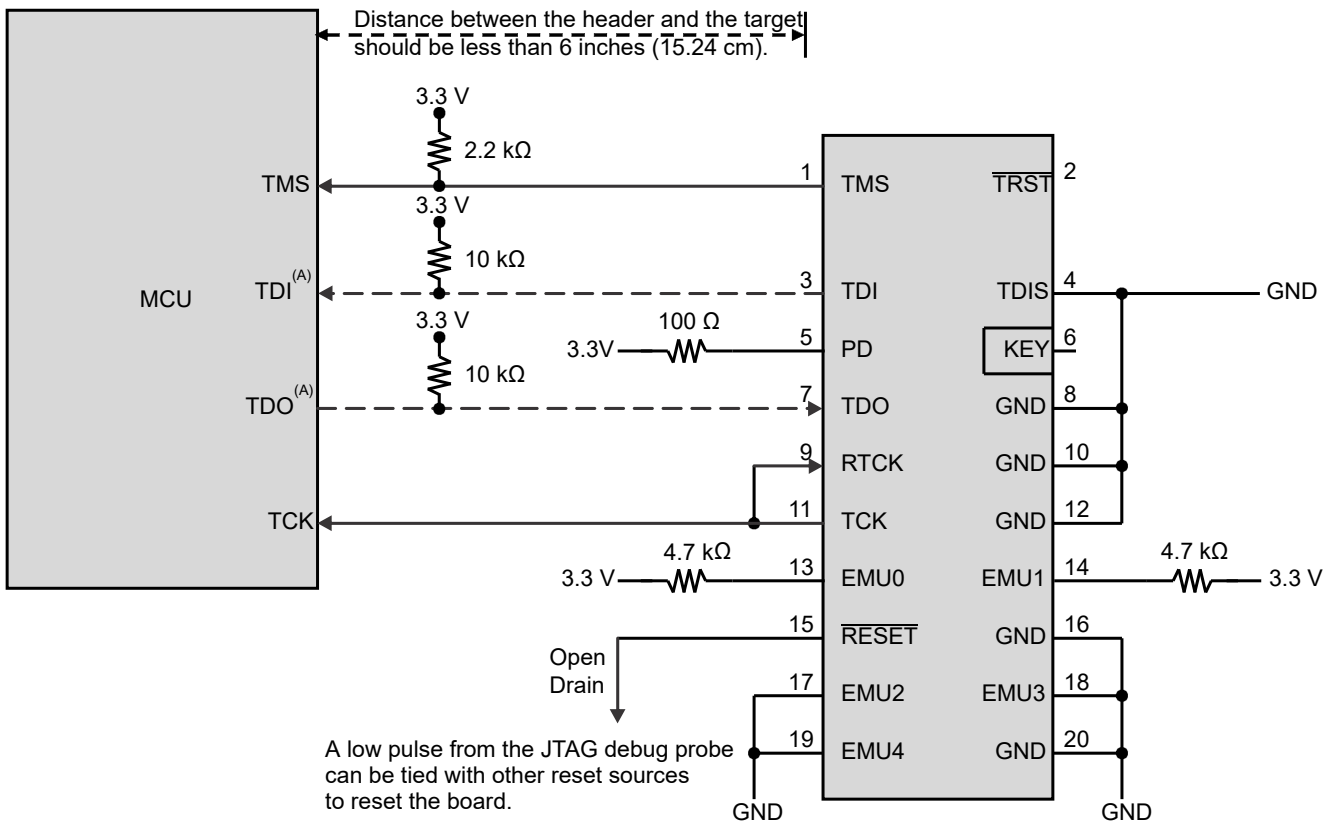 Distance between the header and the target
should be less than 6 inches (15.24 cm).
3.3 V
2.2 kΩ
TMS
1
TMS
TRST
2
3.3 V
10 kΩ
MCU
TDI(A)
3
TDI
TDIS
4
GND
3.3 V
100 Ω
3.3V
5
PD
KEY
6
10 kΩ
TDO(A)
7
TDO
GND
8
9
RTCK
GND
10
TCK
11
TCK
GND
12
4.7 kΩ
3.3 V
13
EMU0
EMU1
14
4.7 kΩ
3.3 V
15
RESET
GND
16
Open
Drain
17
EMU2
EMU3
18
A low pulse from the JTAG debug probe
can be tied with other reset sources
to reset the board.
19
EMU4
GND
20
GND
GND